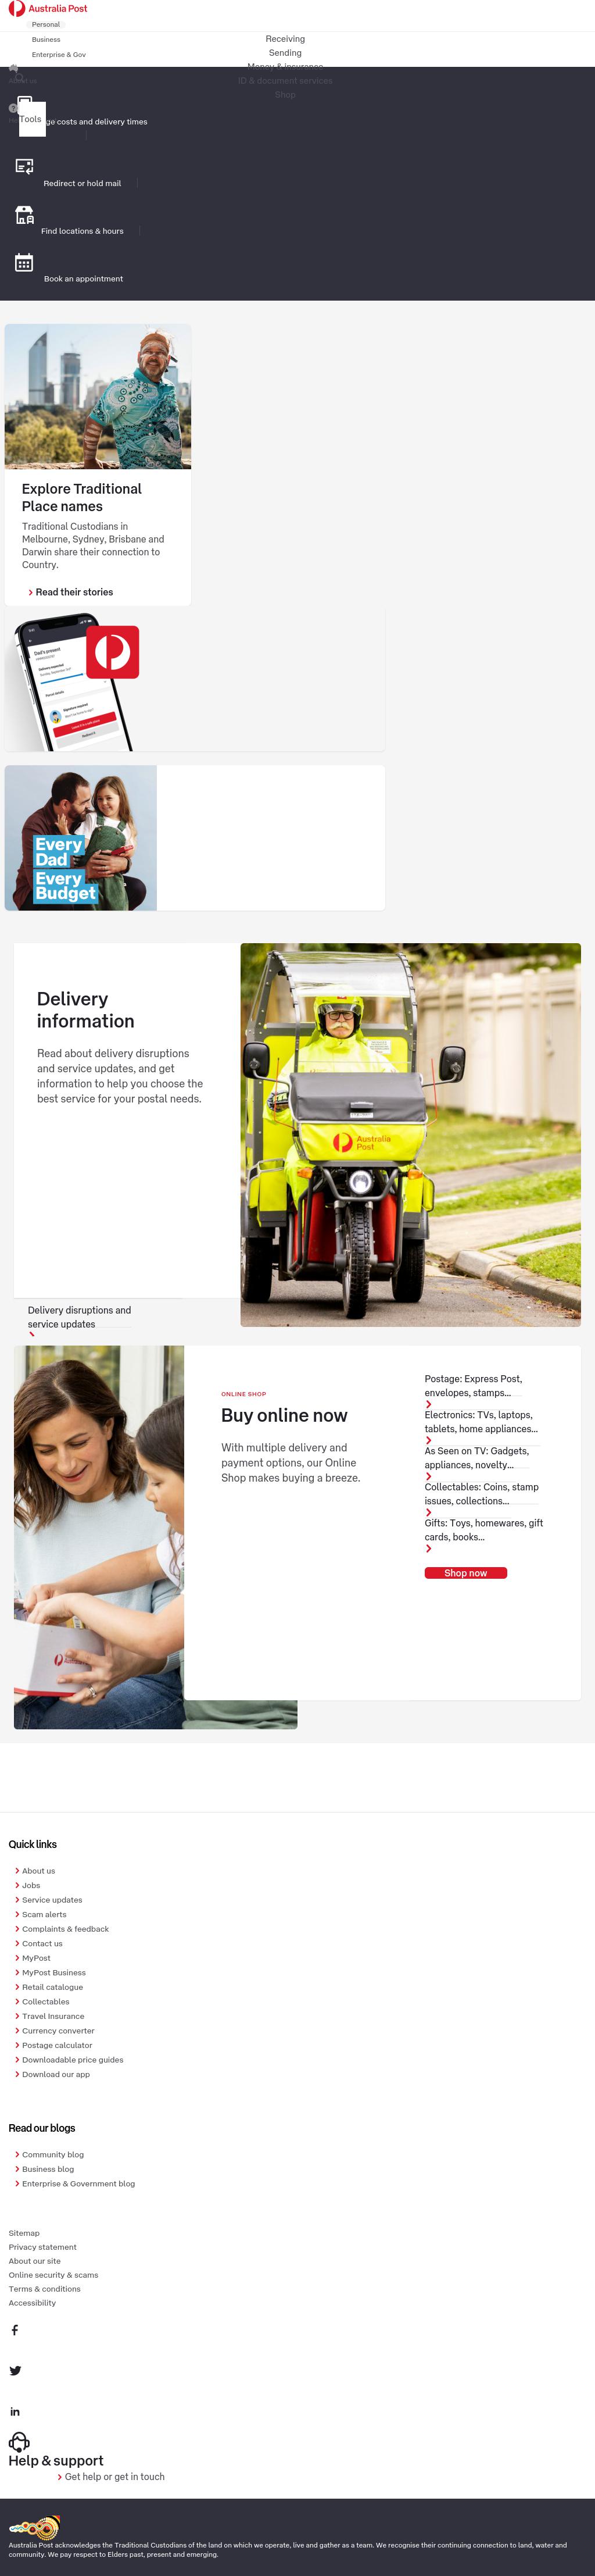 Australia Post
Personal
Business
Enterprise & Gov
Receiving
Sending
Money & insurance
ID & document services
Shop
Tools
ge costs and delivery times
Redirect or hold mail
Find locations & hours
Book an appointment
Explore Traditional
Place names
Traditional Custodians in
Melbourne, Sydney, Brisbane and
Darwin share their connection to
Country.
Read their stories
Dad's present
Every
Dad
Every
Budget
Delivery
information
Read about delivery disruptions
and service updates, and get
information to help you choose the
best service for your postal needs.
Australia
Post
Delivery disruptions and
service updates
ONLINE SHOP
Buy online now
With multiple delivery and
payment options, our Online
Shop makes buying a breeze.
Postage: Express Post,
envelopes, stamps...
Electronics: TVs, laptops,
tablets, home appliances...
As Seen on TV: Gadgets,
appliances, novelty...
Collectables: Coins, stamp
issues, collections...
Gifts: Toys, homewares, gift
cards, books...
Shop now
Quick links
About us
Jobs
Service updates
Scam alerts
Complaints & feedback
Contact us
MyPost
MyPost Business
Retail catalogue
Collectables
Travel Insurance
Currency converter
Postage calculator
Downloadable price guides
Download our app
Read our blogs
Community blog
Business blog
Enterprise & Government blog
Sitemap
Privacy statement
About our site
Online security & scams
Terms & conditions
Accessibility
Help & support
Get help or get in touch
Australia Post acknowledges the Traditional Custodians of the land on which we operate, live and gather as a team. We recognise their continuing connection to land, water and
community. We pay respect to Elders past, present and emerging.